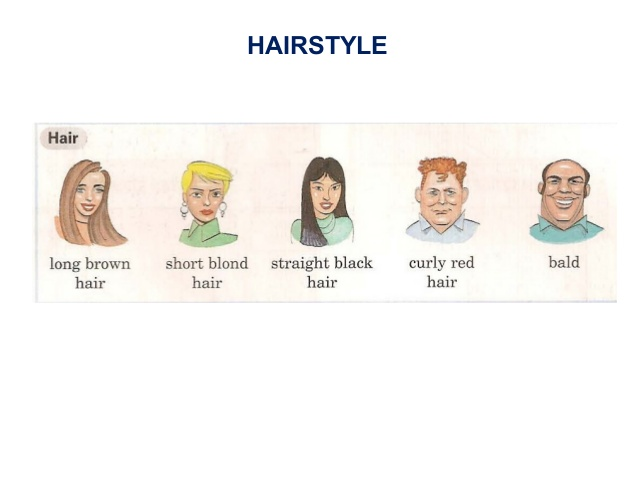 HAIRSTYLE
Hair
long brown
hair
short blond
hair
straight black
hair
curly red
hair
bald